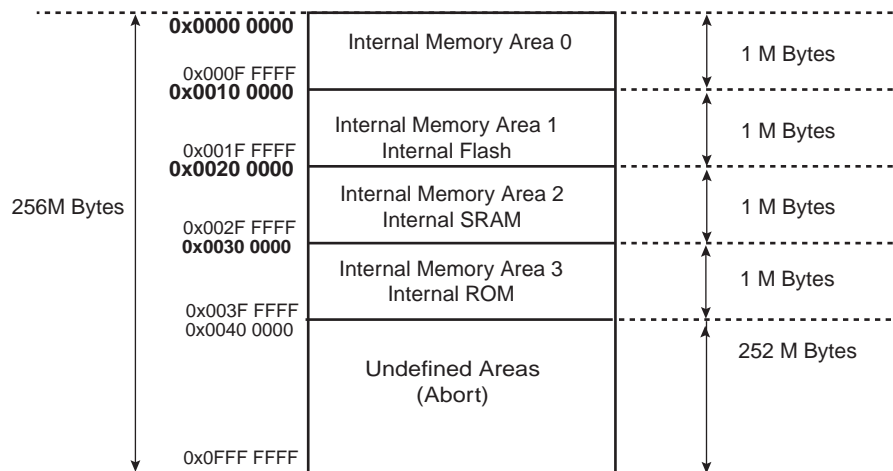 0x0000 0000
Internal Memory Area 0
1 M Bytes
0x000F FFFF
0x0010 0000
Internal Memory Area 1
Internal Flash
1 M Bytes
0x001F FFFF
0x0020 0000
256M Bytes
Internal Memory Area 2
Internal SRAM
1 M Bytes
0x002F FFFF
0x0030 0000
Internal Memory Area 3
Internal ROM
1 M Bytes
0x003F FFFF
0x0040 0000
252 M Bytes
Undefined Areas
(Abort)
0x0FFF FFFF